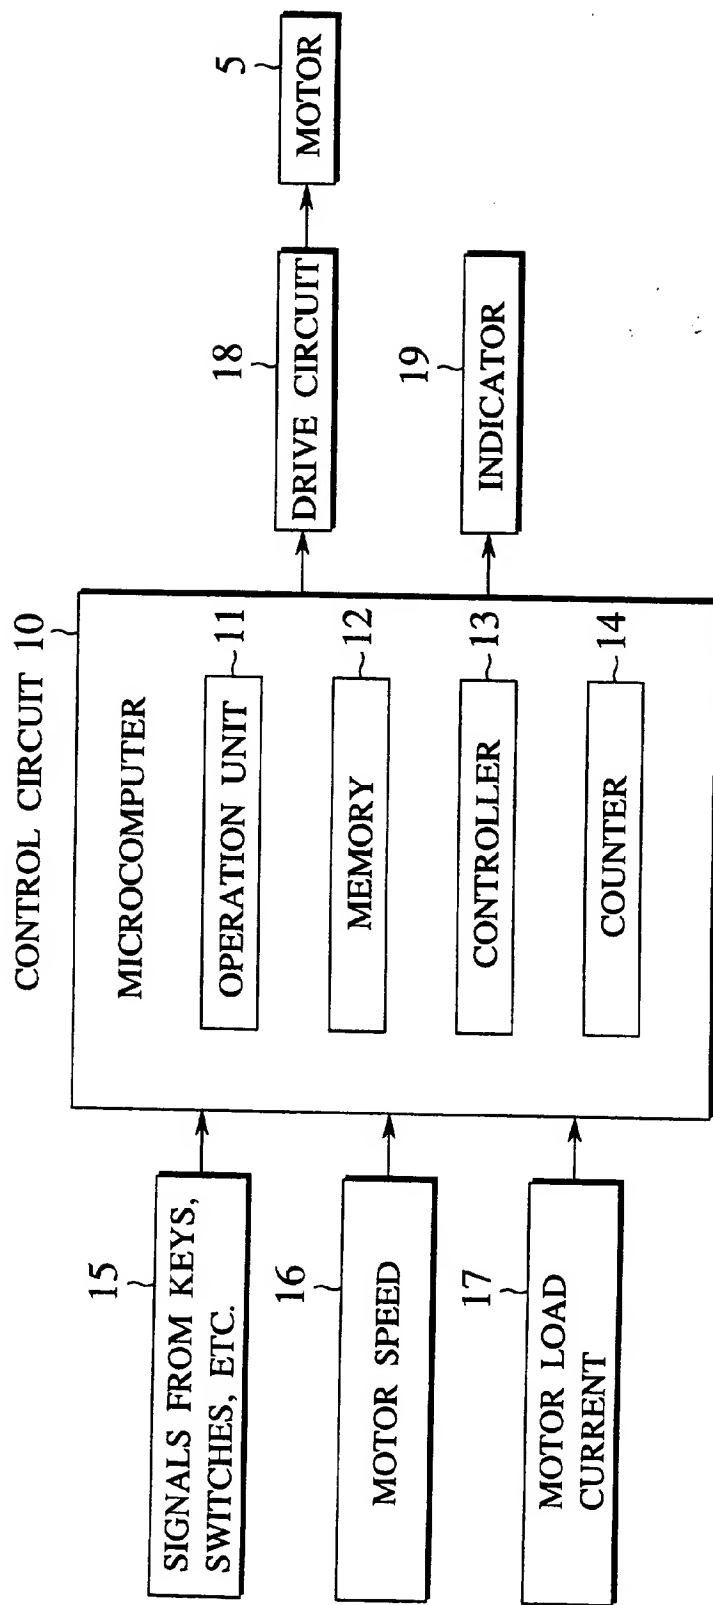 CONTROL CIRCUIT 10
MICROCOMPUTER
OPERATION UNIT
11
MEMORY
12
CONTROLLER
13
COUNTER
14
15
SIGNALS FROM KEYS,
SWITCHES, ETC.
16
MOTOR SPEED
17
MOTOR LOAD
CURRENT
18
DRIVE CIRCUIT
5
MOTOR
19
INDICATOR